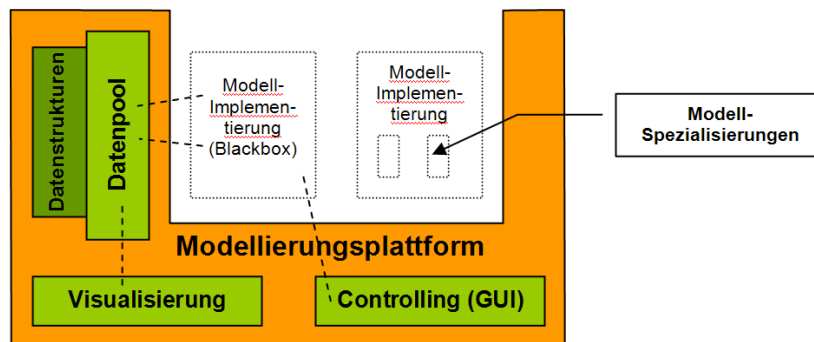 Datenstrukturen
Datenpool
Modell-
Implemen-
tierung
(Blackbox)
Modell-
Implemen-
tierung
Modell-
Spezialisierungen
Modellierungsplattform
Visualisierung
Controlling (GUI)